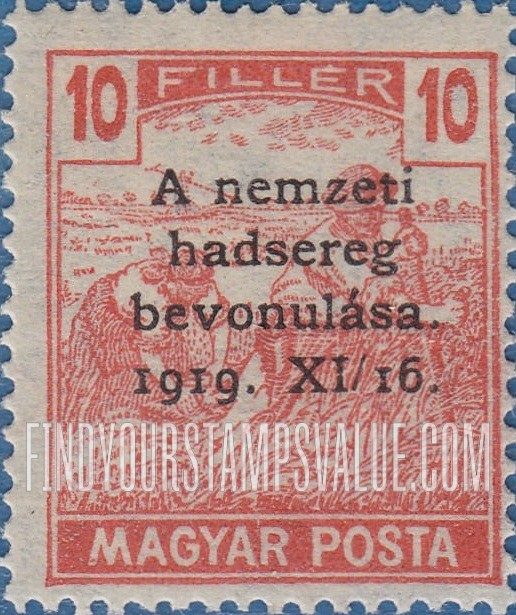 10 FILLÉR 10
A nemzeti
hadsereg
bevonulása.
1919. XI/16.
FINDYOURSTAMPSVALUE.COM
MAGYAR POSTA